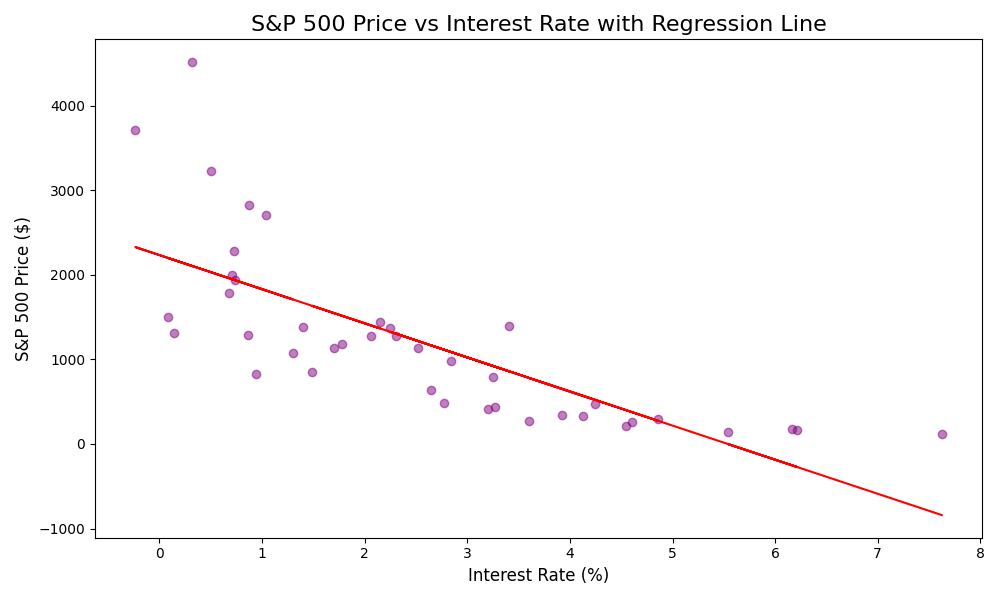 S&P 500 Price vs Interest Rate with Regression Line
S&P 500 Price ($)
4000
3000
2000
1000
0
−1000
0 1 2 3 4 5 6 7 8
Interest Rate (%)